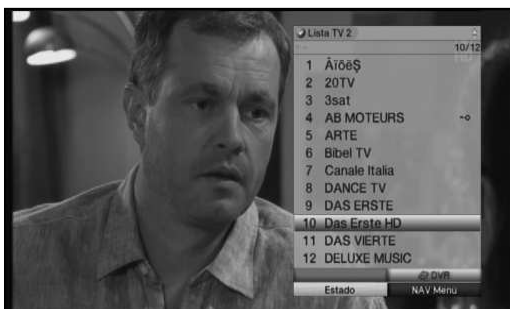 Lista TV 2
10/12
1 ÂïõëŞ
2 20TV
3 3sat
4 AB MOTEURS
5 ARTE
6 Bibel TV
7 Canale Italia
8 DANCE TV
9 DAS ERSTE
10 Das Erste HD
11 DAS VIERTE
12 DELUXE MUSIC
DVR
Estado NAV Menú